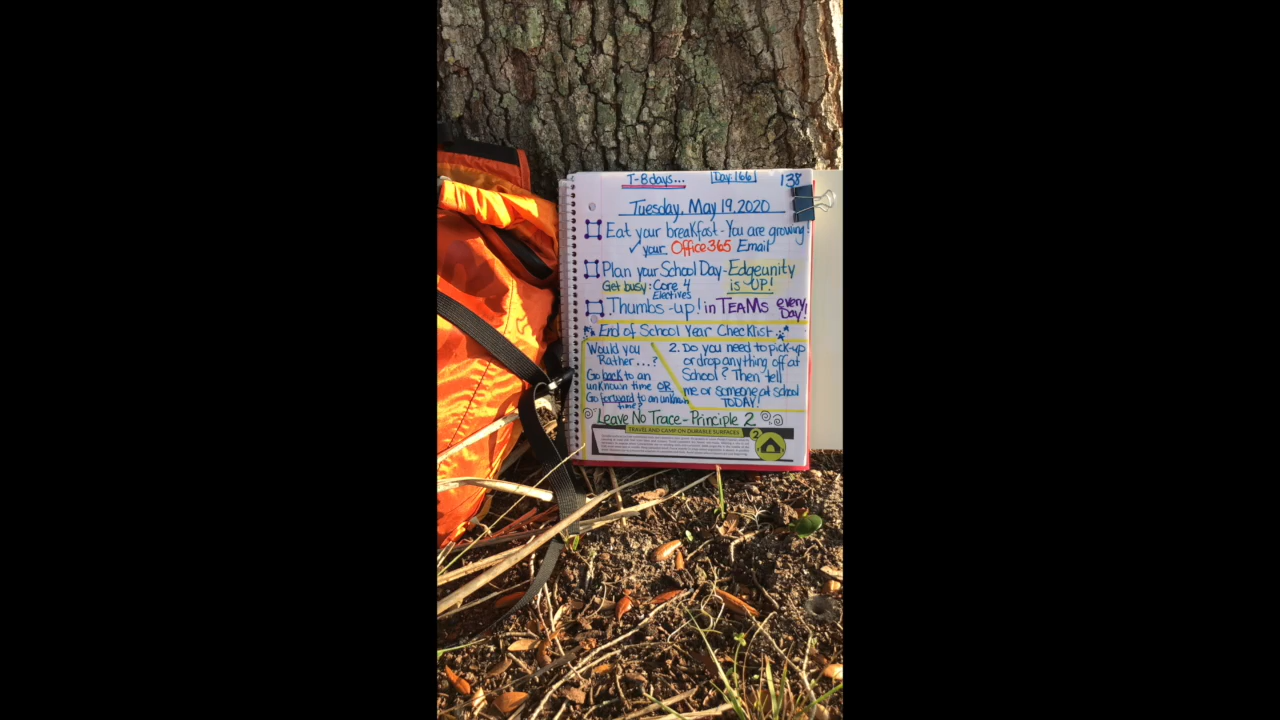 T-8 days... [Day: 166] 138
Tuesday, May 19, 2020
Eat your breakfast - You are growing!
✓ your Office 365 Email
Plan your School Day - Edgeunity
Get busy: Core 4 is UP!
Electives
Thumbs-up! in TEAMs every
Day!
End of School Year Checklist
Would you
Rather...?
Go back to an
unknown time OR
Go forward to an unknown
time?
2. Do you need to pick-up
or drop anything off at
School? Then tell
me or someone at school
TODAY!
Leave No Trace - Principle 2
TRAVEL AND CAMP ON DURABLE SURFACES
2